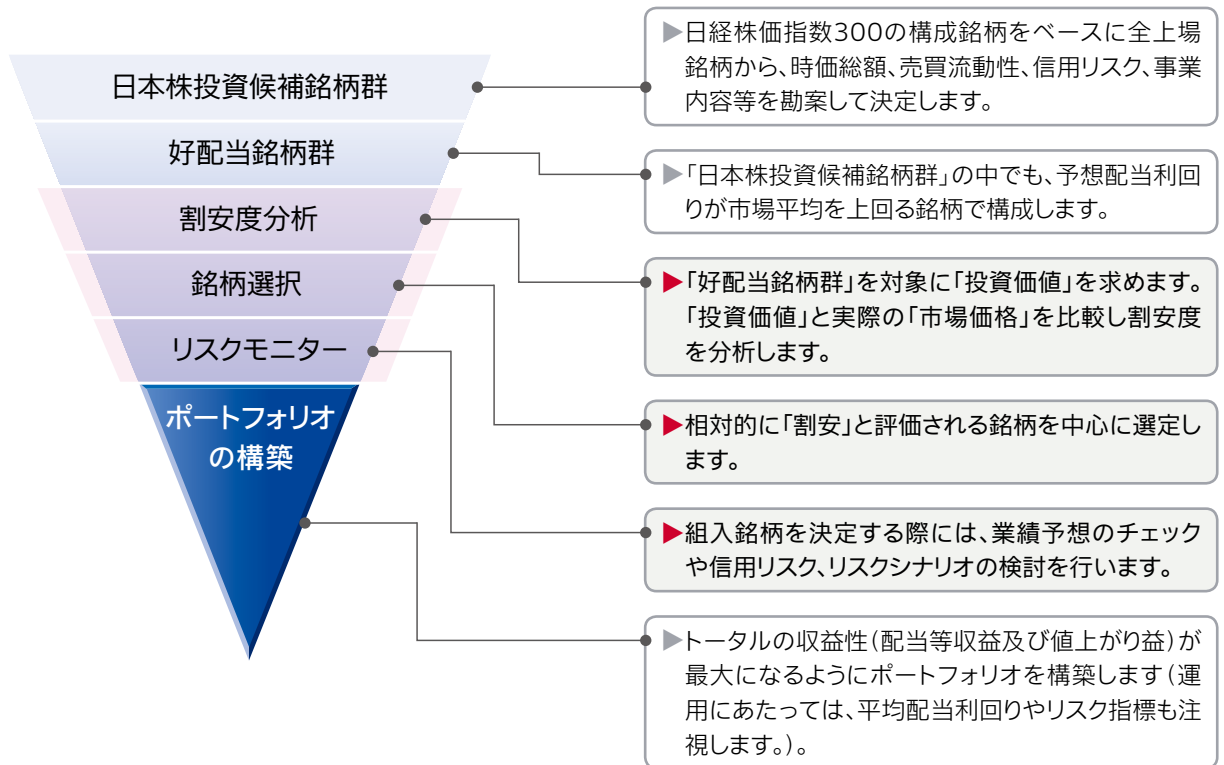 日本株投資候補銘柄群
▶日経株価指数300の構成銘柄をベースに全上場
銘柄から、時価総額、売買流動性、信用リスク、事業
内容等を勘案して決定します。
好配当銘柄群
▶「日本株投資候補銘柄群」の中でも、予想配当利回
りが市場平均を上回る銘柄で構成します。
割安度分析
▶「好配当銘柄群」を対象に「投資価値」を求めます。
「投資価値」と実際の「市場価格」を比較し割安度
を分析します。
銘柄選択
▶相対的に「割安」と評価される銘柄を中心に選定し
ます。
リスクモニター
▶組入銘柄を決定する際には、業績予想のチェック
や信用リスク、リスクシナリオの検討を行います。
ポートフォリオ
の構築
▶トータルの収益性(配当等収益及び値上がり益)が
最大になるようにポートフォリオを構築します(運
用にあたっては、平均配当利回りやリスク指標も注
視します。)。